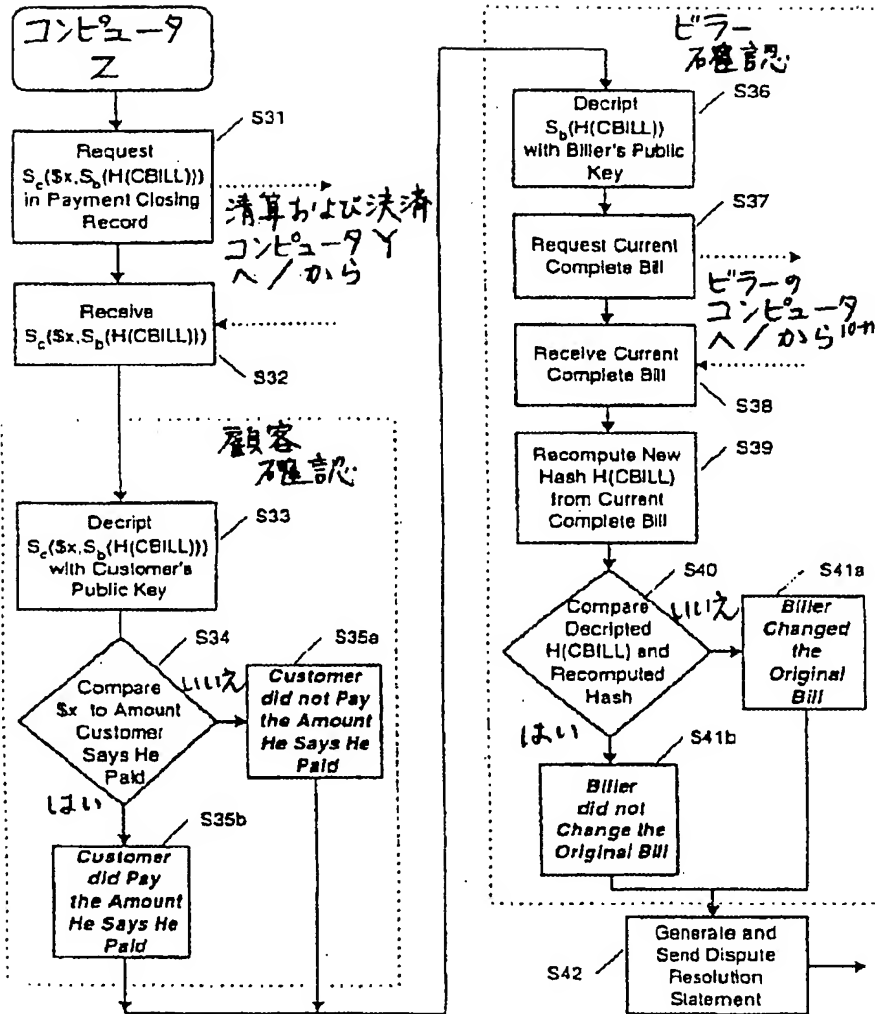 コンピュータ
Z
S31
Request
Sc($x,Sb(H(CBILL)))
in Payment Closing
Record
清算および決済
コンピュータ Y
へ/から
Receive
Sc($x,Sb(H(CBILL)))
S32
顧客
確認
S33
Decript
Sc($x,Sb(H(CBILL)))
with Customer's
Public Key
S34
Compare
$x to Amount
Customer
Says He
Paid
いいえ
はい
S35a
Customer
did not Pay
the Amount
He Says He
Paid
S35b
Customer
did Pay
the Amount
He Says He
Paid
ビラー
確認
S36
Decript
Sb(H(CBILL))
with Biller's Public
Key
S37
Request Current
Complete Bill
ビラーの
コンピュータ
へ/から 10-n
Receive Current
Complete Bill
S38
S39
Recompute New
Hash H(CBILL)
from Current
Complete Bill
S40
Compare
Decripted
H(CBILL) and
Recomputed
Hash
いいえ
はい
S41a
Biller
Changed
the
Original
Bill
S41b
Biller
did not
Change the
Original Bill
S42
Generate and
Send Dispute
Resolution
Statement